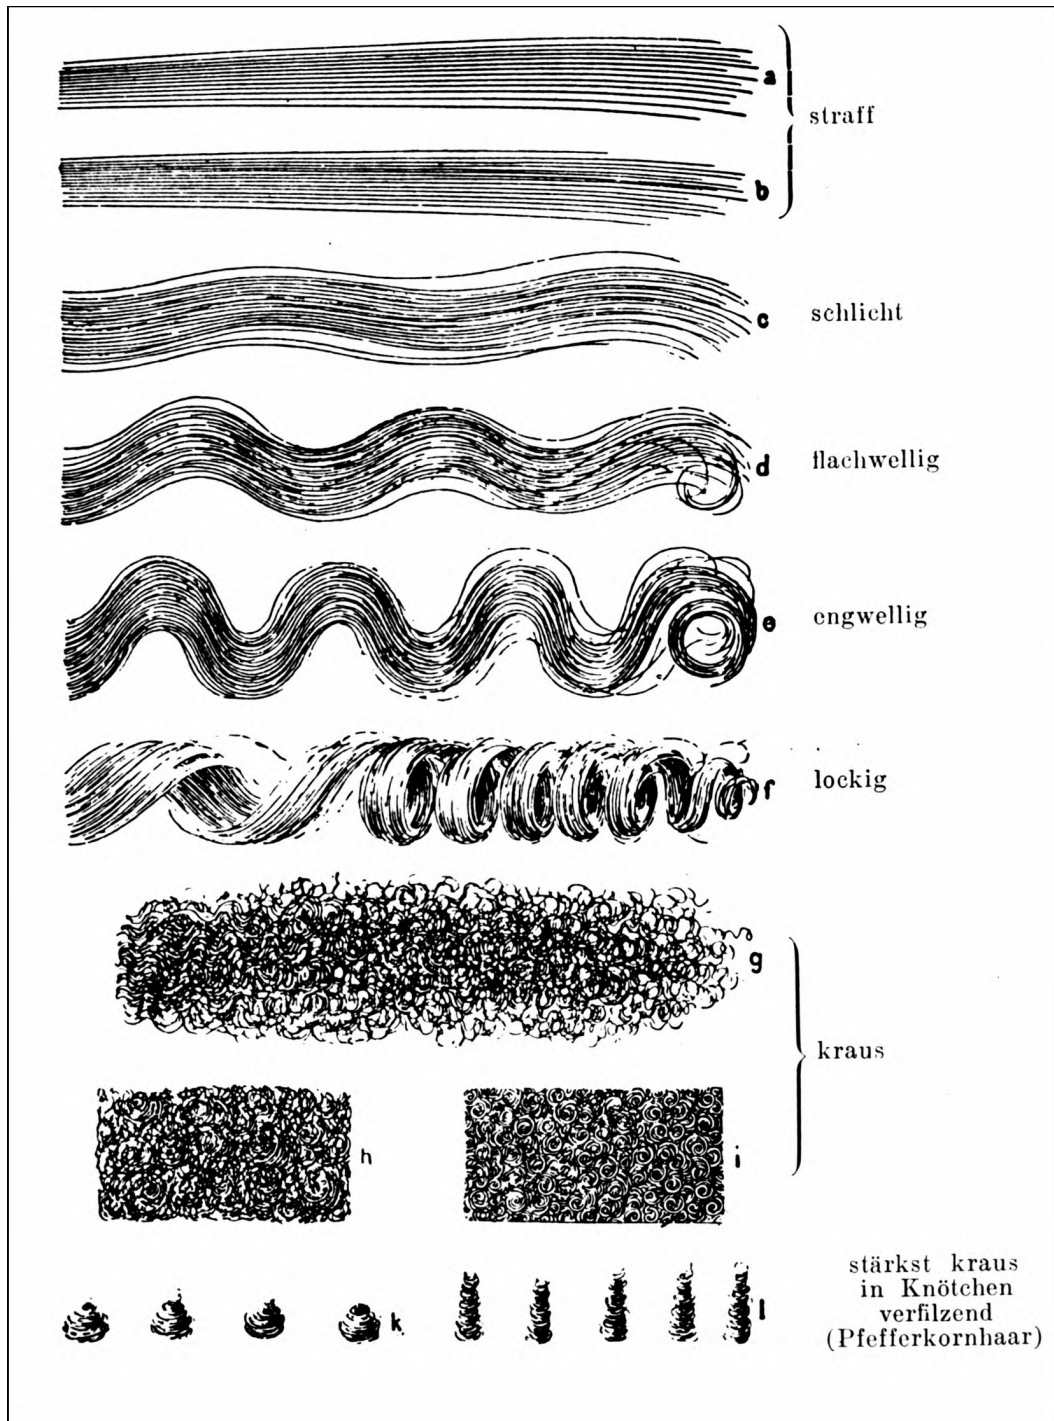 a
straff
b
c
schlicht
d
flachwellig
e
engwellig
f
lockig
g
kraus
h
i
stärkst kraus
in Knötchen
verfilzend
(Pfefferkornhaar)
k
l